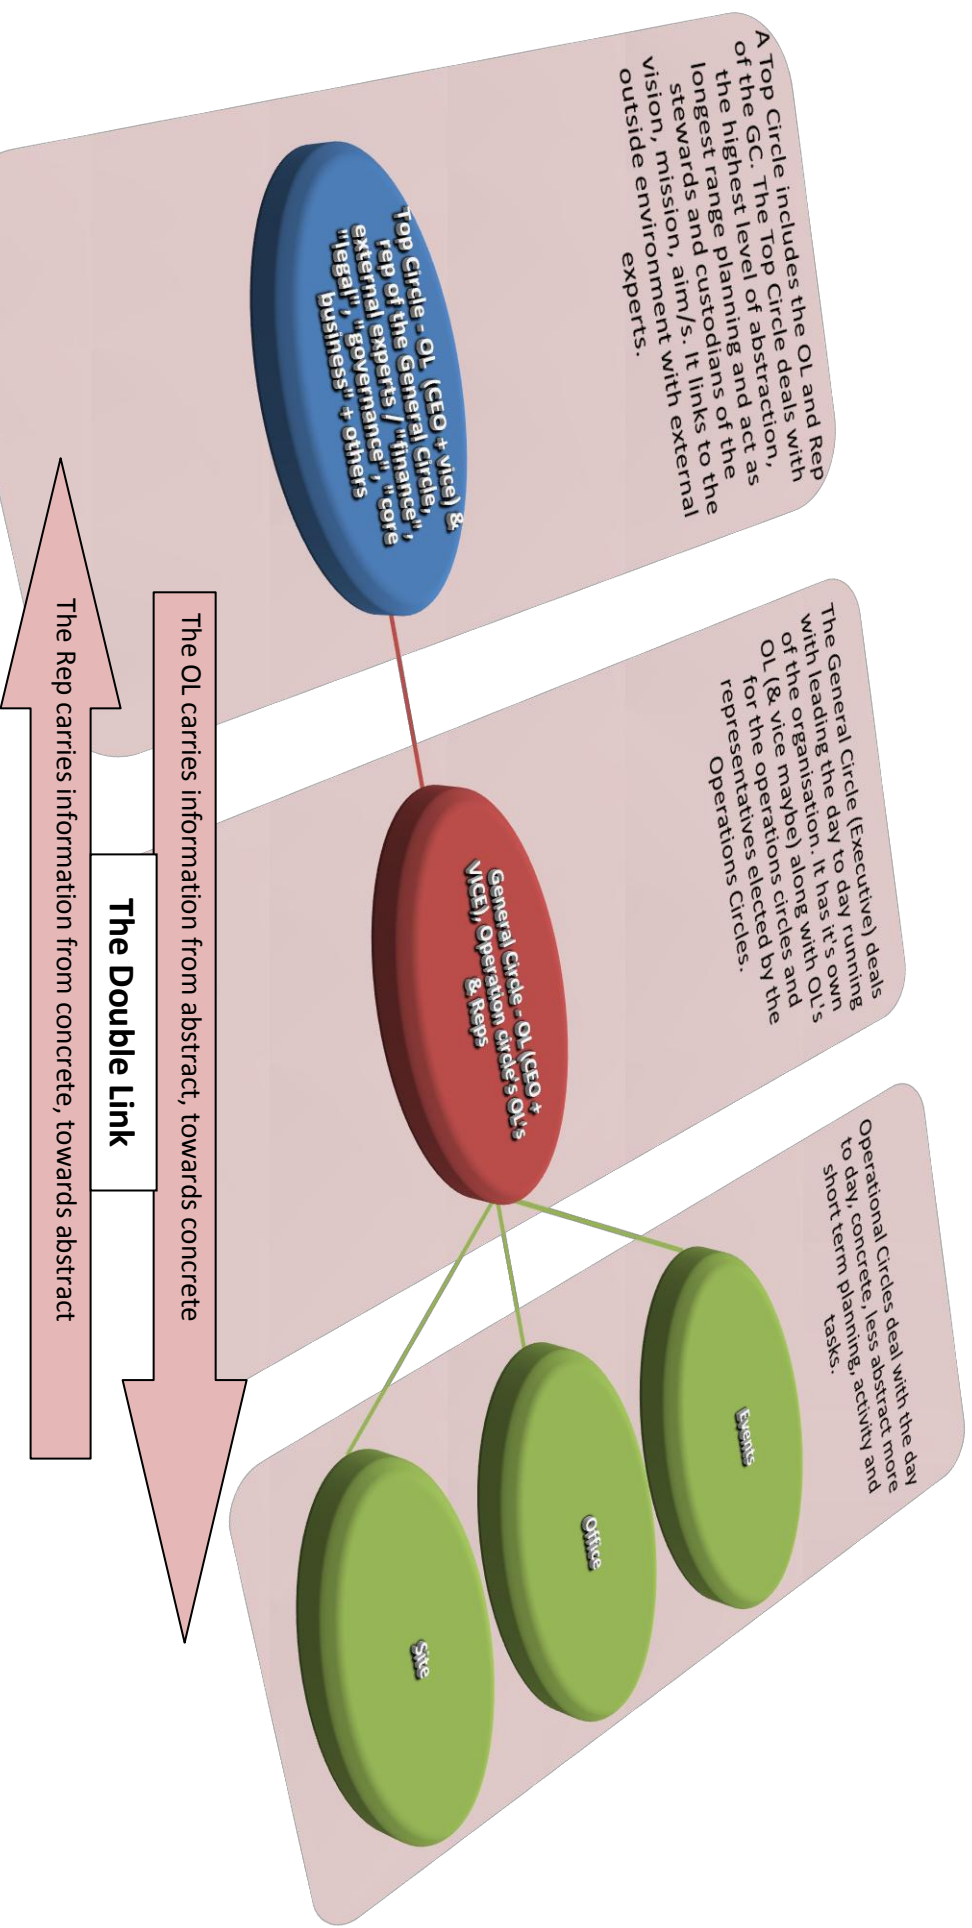 A Top Circle includes the OL and Rep
of the GC. The Top Circle deals with
the highest level of abstraction,
longest range planning and act as
stewards and custodians of the
vision, mission, aim/s. It links to the
outside environment with external
experts.
Top Circle - OL (CEO + vice) &
rep of the General Circle,
external experts / "finance",
"legal", "governance", "core
business" + others
The General Circle (Executive) deals
with leading the day to day running
of the organisation. It has it's own
OL (& vice maybe) along with OL's
for the operations circles and
representatives elected by the
Operations Circles.
General Circle - OL (CEO +
VICE), Operation circle's OL's
& Reps
Operational Circles deal with the day
to day, concrete, less abstract more
short term planning, activity and
tasks.
Events
Office
Site
The OL carries information from abstract, towards concrete
The Double Link
The Rep carries information from concrete, towards abstract